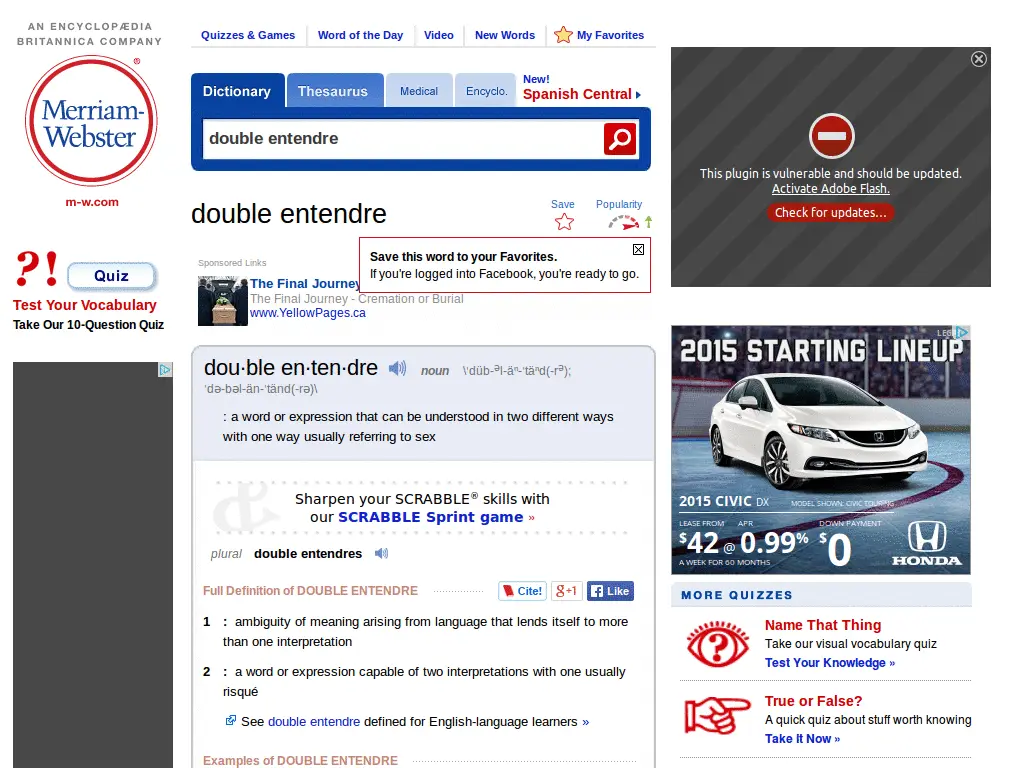 AN ENCYCLOPÆDIA
BRITANNICA COMPANY
Merriam-
Webster
®
m-w.com
?! Quiz
Test Your Vocabulary
Take Our 10-Question Quiz
Quizzes & Games
Word of the Day
Video
New Words
My Favorites
Dictionary
Thesaurus
Medical
Encyclo.
New!
Spanish Central
double entendre
double entendre
Save
Popularity
Save this word to your Favorites.
If you're logged into Facebook, you're ready to go.
Sponsored Links
The Final Journey
The Final Journey - Cremation or Burial
www.YellowPages.ca
dou·ble en·ten·dre noun \ˈdüb-ᵊl-äⁿ-ˈtäⁿd(-rᵊ);
ˈdə-bəl-än-ˈtänd(-rə)\
: a word or expression that can be understood in two different ways
with one way usually referring to sex
&
Sharpen your SCRABBLE® skills with
our SCRABBLE Sprint game »
plural double entendres
Full Definition of DOUBLE ENTENDRE
Cite!
g+1
Like
1 : ambiguity of meaning arising from language that lends itself to more
than one interpretation
2 : a word or expression capable of two interpretations with one usually
risqué
See double entendre defined for English-language learners »
Examples of DOUBLE ENTENDRE
This plugin is vulnerable and should be updated.
Activate Adobe Flash.
Check for updates...
2015 STARTING LINEUP
2015 CIVIC DX
MODEL SHOWN: CIVIC TOURING
LEASE FROM APR DOWN PAYMENT
$42 @ 0.99% $0
A WEEK FOR 60 MONTHS
HONDA
MORE QUIZZES
Name That Thing
Take our visual vocabulary quiz
Test Your Knowledge »
True or False?
A quick quiz about stuff worth knowing
Take It Now »